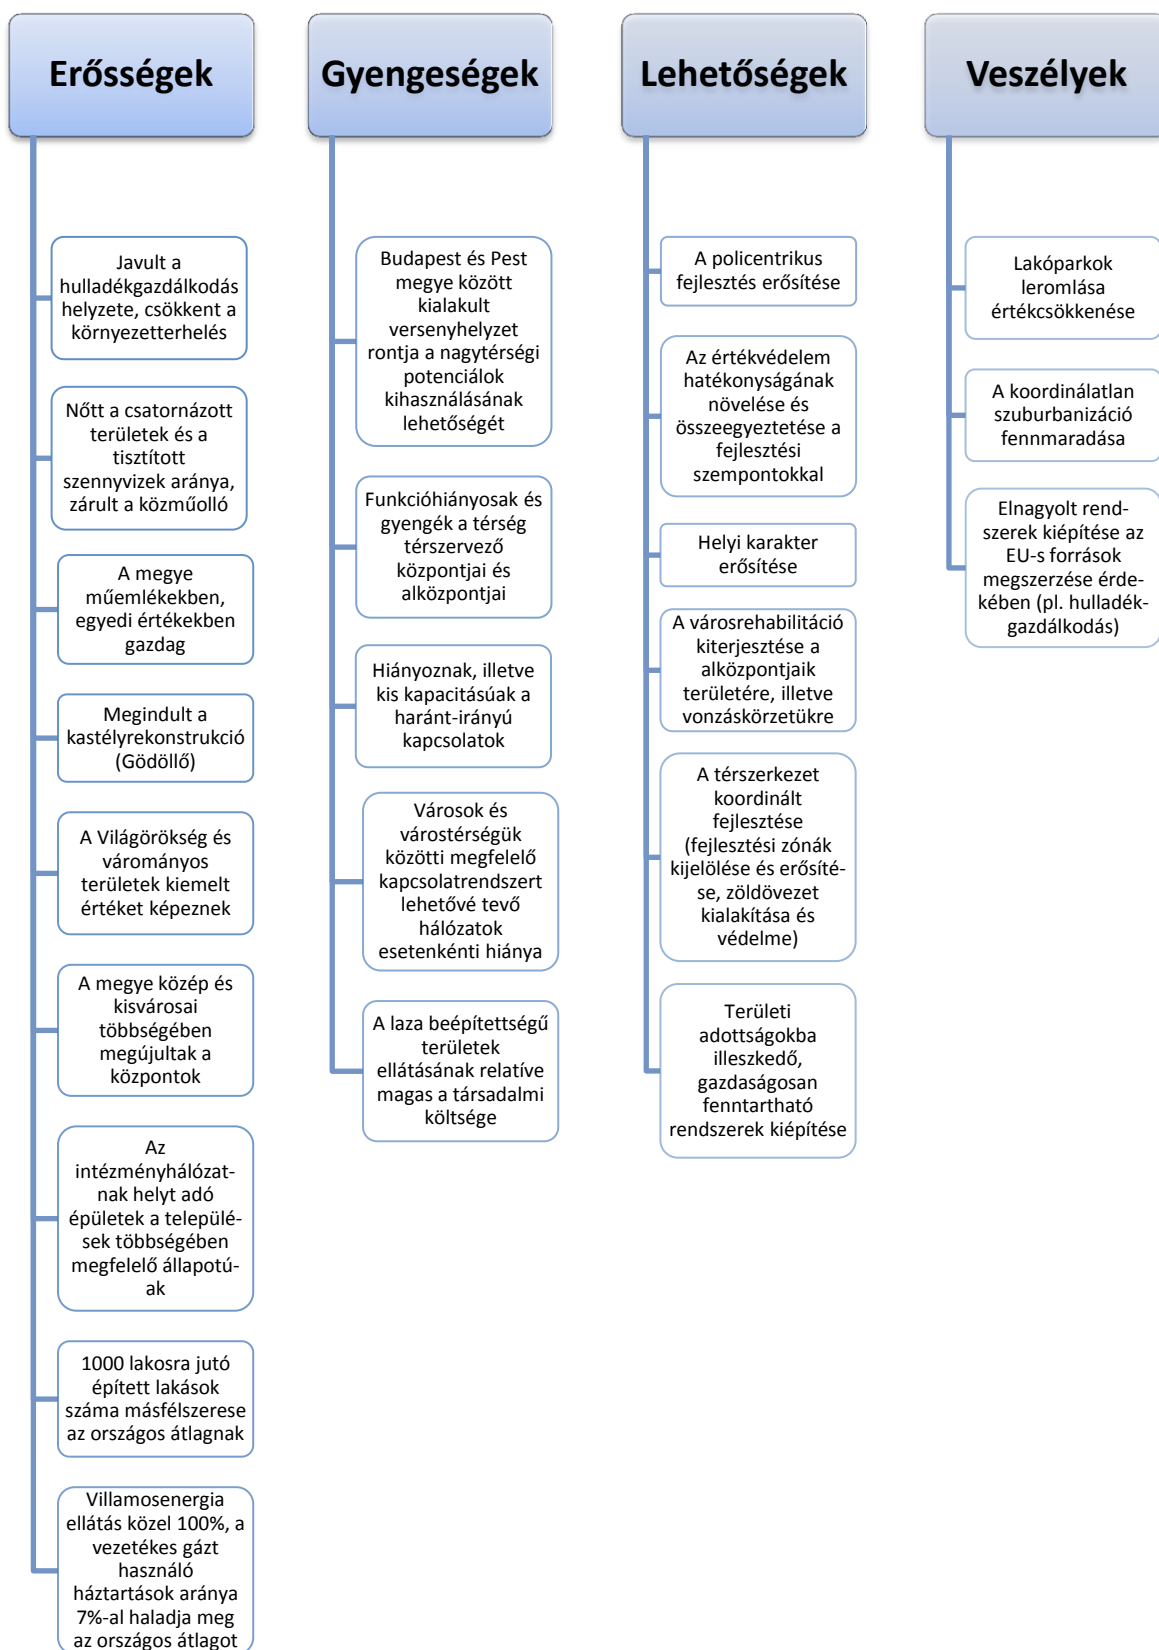 Erősségek
Javult a
hulladékgazdálkodás
helyzete, csökkent a
környezetterhelés
Nőtt a csatornázott
területek és a
tisztított
szennyvizek aránya,
zárult a közműolló
A megye
műemlékekben,
egyedi értékekben
gazdag
Megindult a
kastélyrekonstrukció
(Gödöllő)
A Világörökség és
várományos
területek kiemelt
értéket képeznek
A megye közép és
kisvárosai
többségében
megújultak a
központok
Az
intézményhálózat-
nak helyt adó
épületek a települé-
sek többségében
megfelelő állapotú-
ak
1000 lakosra jutó
épített lakások
száma másfélszerese
az országos átlagnak
Villamosenergia
ellátás közel 100%, a
vezetékes gázt
használó
háztartások aránya
7%-al haladja meg
az országos átlagot
Gyengeségek
Budapest és Pest
megye között
kialakult
versenyhelyzet
rontja a nagytérségi
potenciálok
kihasználásának
lehetőségét
Funkcióhiányosak és
gyengék a térség
térszervező
központjai és
alközpontjai
Hiányoznak, illetve
kis kapacitásúak a
haránt-irányú
kapcsolatok
Városok és
várostérségük
közötti megfelelő
kapcsolatrendszert
lehetővé tevő
hálózatok
esetenkénti hiánya
A laza beépítettségű
területek
ellátásának relatíve
magas a társadalmi
költsége
Lehetőségek
A policentrikus
fejlesztés erősítése
Az értékvédelem
hatékonyságának
növelése és
összeegyeztetése a
fejlesztési
szempontokkal
Helyi karakter
erősítése
A városrehabilitáció
kiterjesztése a
alközpontjaik
területére, illetve
vonzáskörzetükre
A térszerkezet
koordinált
fejlesztése
(fejlesztési zónák
kijelölése és erősíté-
se, zöldövezet
kialakítása és
védelme)
Területi
adottságokba
illeszkedő,
gazdaságosan
fenntartható
rendszerek kiépítése
Veszélyek
Lakóparkok
leromlása
értékcsökkenése
A koordinálatlan
szuburbanizáció
fennmaradása
Elnagyolt rend-
szerek kiépítése az
EU-s források
megszerzése érde-
kében (pl. hulladék-
gazdálkodás)